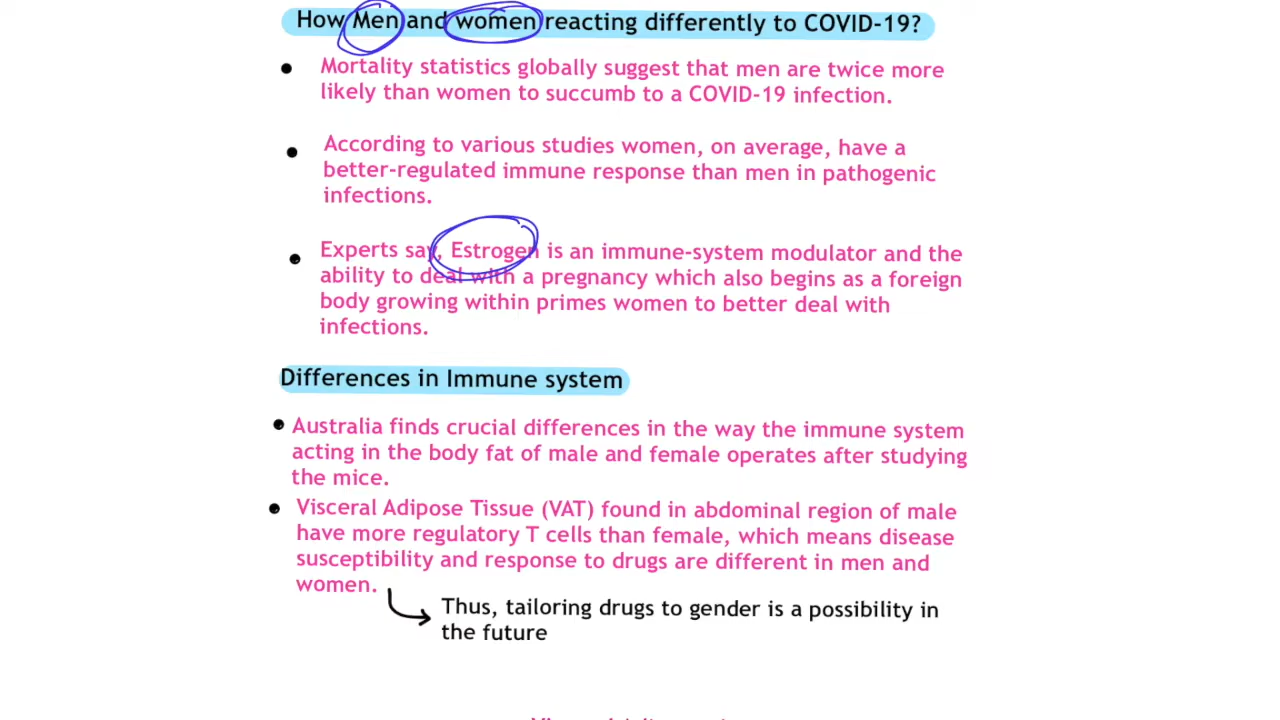 How Men and women reacting differently to COVID-19?
Mortality statistics globally suggest that men are twice more
likely than women to succumb to a COVID-19 infection.
According to various studies women, on average, have a
better-regulated immune response than men in pathogenic
infections.
Experts say, Estrogen is an immune-system modulator and the
ability to deal with a pregnancy which also begins as a foreign
body growing within primes women to better deal with
infections.
Differences in Immune system
Australia finds crucial differences in the way the immune system
acting in the body fat of male and female operates after studying
the mice.
Visceral Adipose Tissue (VAT) found in abdominal region of male
have more regulatory T cells than female, which means disease
susceptibility and response to drugs are different in men and
women.
Thus, tailoring drugs to gender is a possibility in
the future